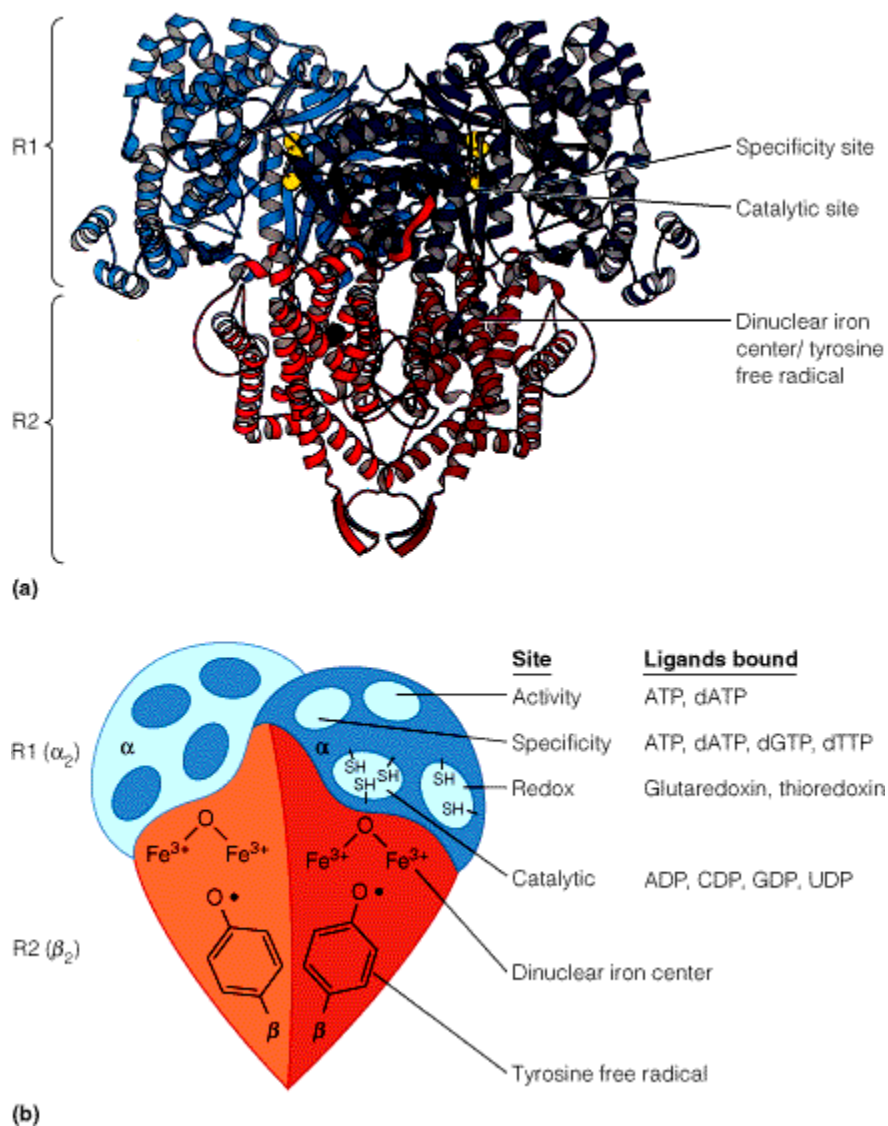 R1
Specificity site
Catalytic site
Dinuclear iron
center/ tyrosine
free radical
R2
(a)
Site Ligands bound
Activity ATP, dATP
Specificity ATP, dATP, dGTP, dTTP
R1 (α₂)
α
α
SH
SH
SH
SH
SH
Redox Glutaredoxin, thioredoxin
O
O
Fe³⁺ Fe³⁺
Fe³⁺ Fe³⁺
Catalytic ADP, CDP, GDP, UDP
O •
O •
R2 (β₂)
Dinuclear iron center
β
β
Tyrosine free radical
(b)